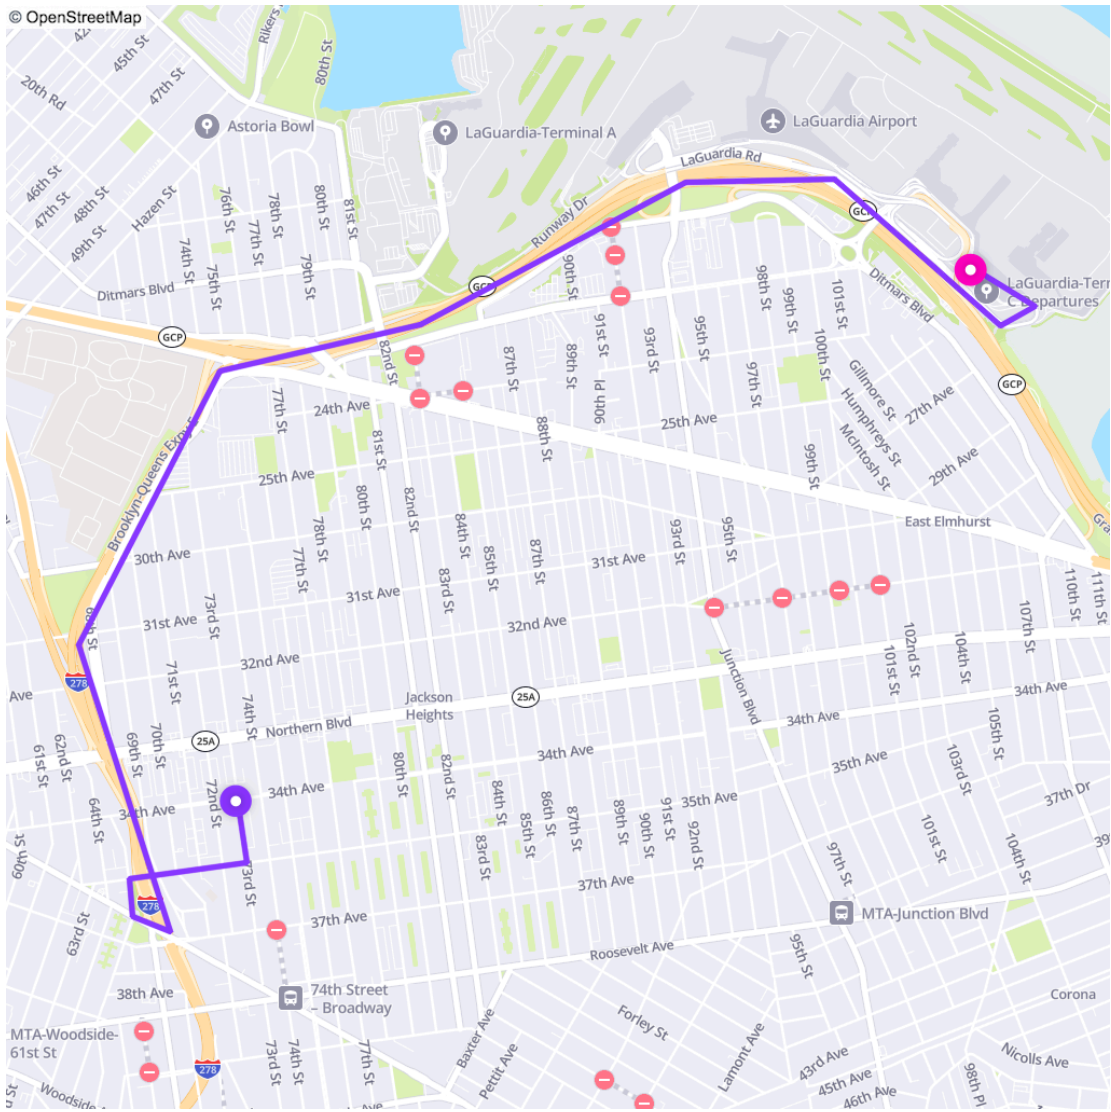 © OpenStreetMap
42
45th St
47th St
20th Rd
Rikers
80th St
Astoria Bowl
LaGuardia-Terminal A
LaGuardia Airport
LaGuardia Rd
46th St
47th St
48th St
Hazen St
49th St
76th St
77th St
78th St
80th St
81st St
Runway Dr
GCP
74th St
75th St
79th St
Ditmars Blvd
GCP
90th St
98th St
99th St
101st St
Ditmars Blvd
LaGuardia-Terr
C Departures
GCP
82nd St
91st St
93rd St
95th St
100th St
87th St
89th St
90th Pl
97th St
Gillmore St
Humphreys St
McIntosh St
27th Ave
GCP
77th St
24th Ave
25th Ave
88th St
81st St
99th St
29th Ave
Brooklyn-Queens Expy E
25th Ave
80th St
82nd St
78th St
84th St
93rd St
95th St
East Elmhurst
Gra
30th Ave
77th St
85th St
87th St
31st Ave
83rd St
31st Ave
110th St
111th St
68th St
31st Ave
73rd St
32nd Ave
32nd Ave
107th St
102nd St
104th St
101st St
278
Ave
71st St
74th St
Jackson
Heights
25A
Junction Blvd
34th Ave
34th Ave
105th St
Northern Blvd
25A
61st St
62nd St
69th St
70th St
34th Ave
35th Ave
103rd St
37th Dr
80th St
82nd St
72nd St
34th Ave
34th Ave
64th St
84th St
85th St
86th St
87th St
89th St
90th St
91st St
92nd St
35th Ave
101st St
104th St
39
60th St
83rd St
97th St
73rd St
37th Ave
278
63rd St
37th Ave
MTA-Junction Blvd
Roosevelt Ave
95th St
38th Ave
74th Street
– Broadway
Corona
MTA-Woodside-
61st St
73rd St
74th St
77th St
Baxter Ave
Pettit Ave
Forley St
Lamont Ave
43rd Ave
45th Ave
46th Ave
Nicolls Ave
98th Pl
278
St
Woodside Av